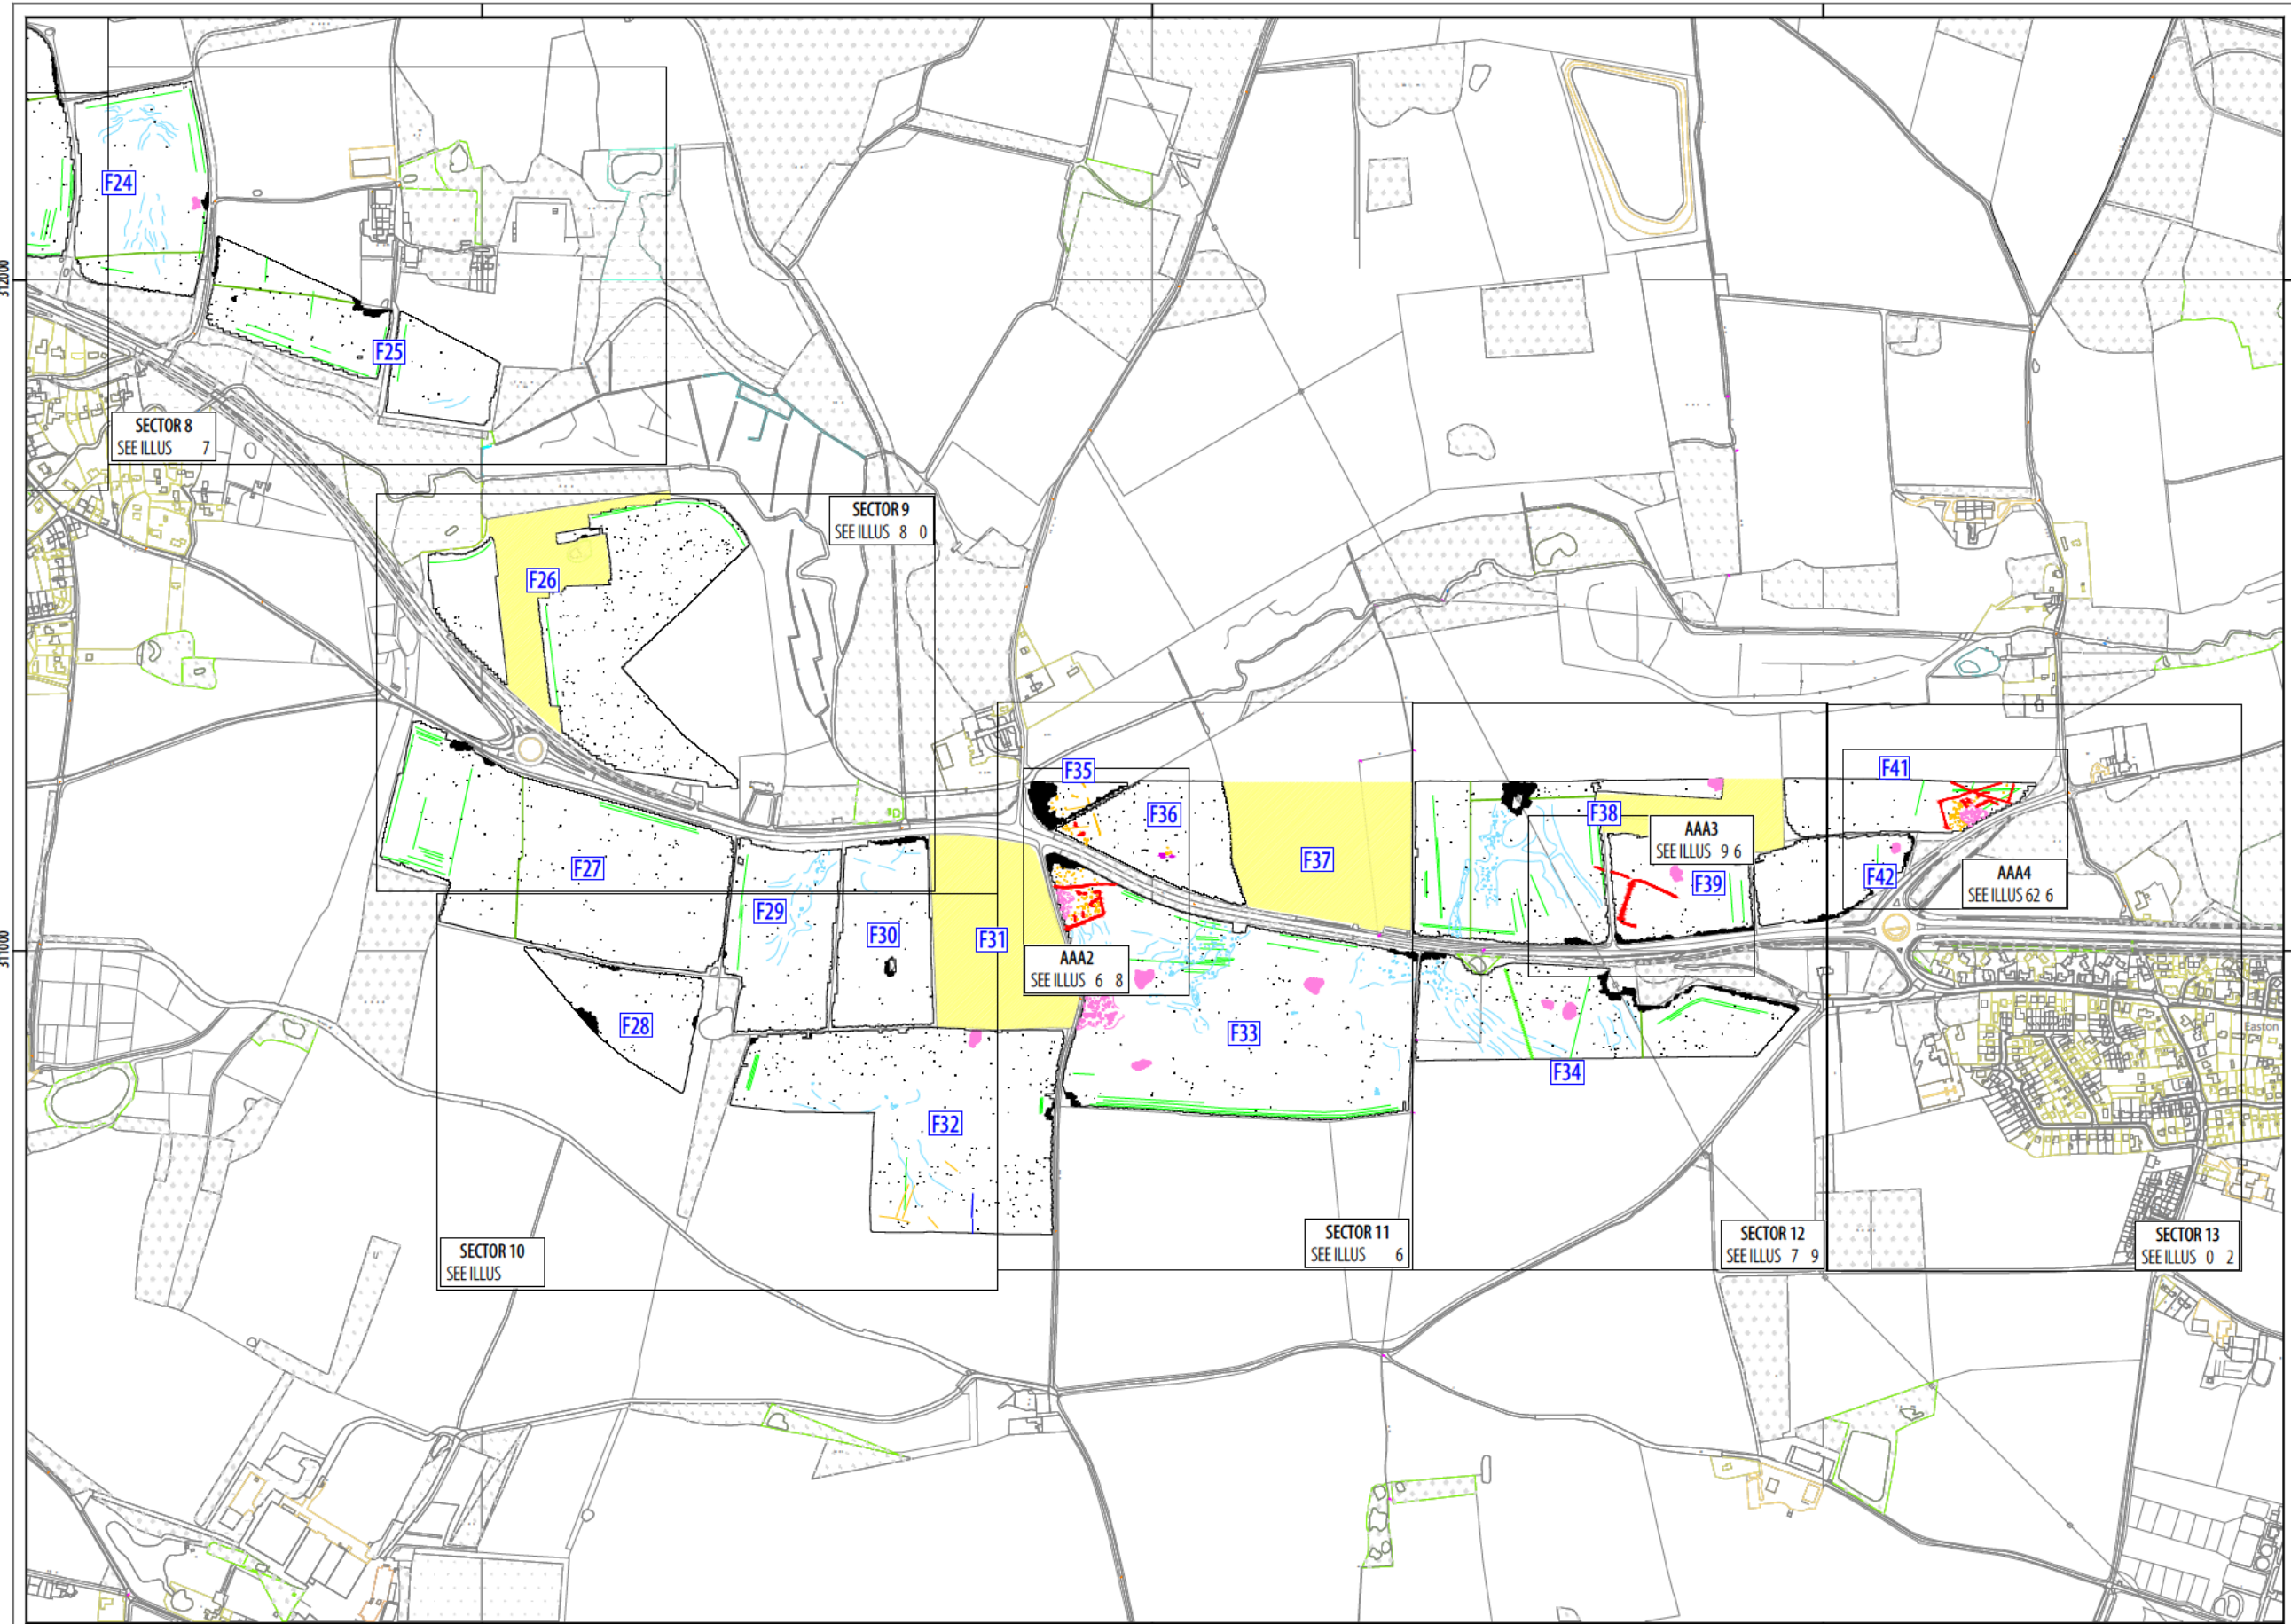 F24
312000
F25
SECTOR 8
SEE ILLUS 7
SECTOR 9
SEE ILLUS 8 0
F26
F35
F41
F36
F38
AAA3
SEE ILLUS 9 6
F37
F27
F39
F42
AAA4
SEE ILLUS 62 6
F29
F30
F31
311000
AAA2
SEE ILLUS 6 8
F28
F33
Easton
F34
F32
SECTOR 11
SEE ILLUS 6
SECTOR 12
SEE ILLUS 7 9
SECTOR 13
SEE ILLUS 0 2
SECTOR 10
SEE ILLUS